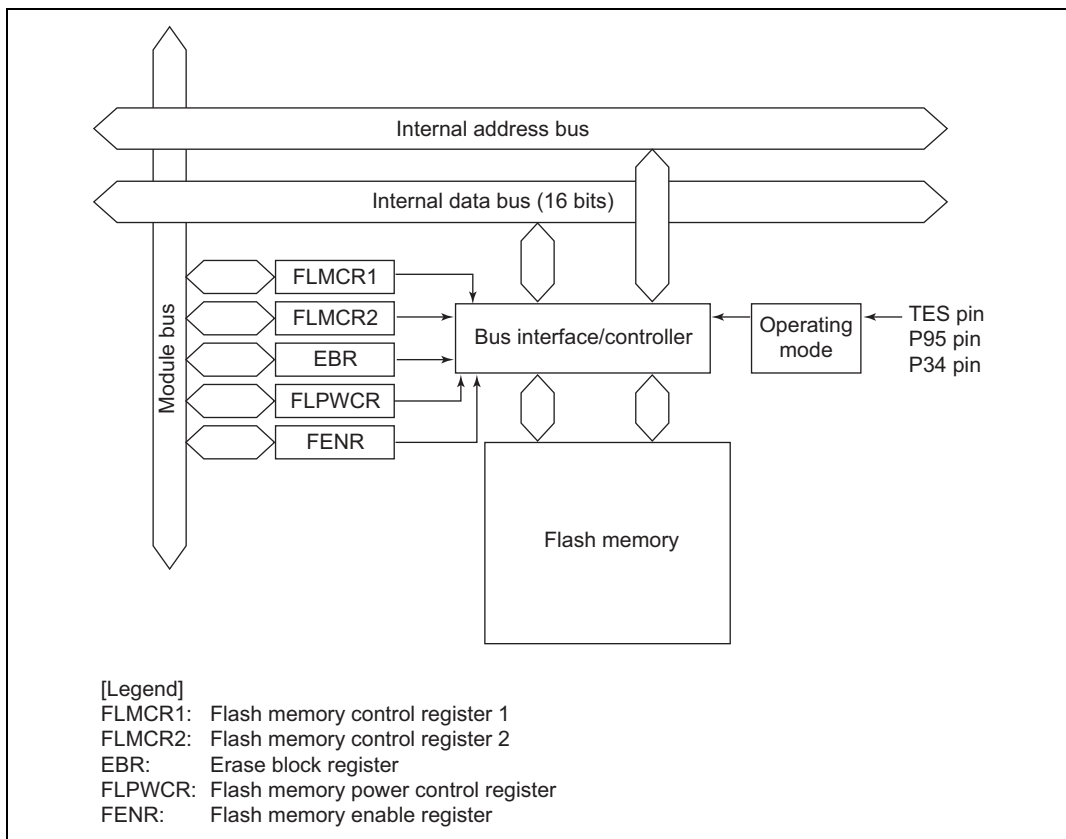 Internal address bus
Internal data bus (16 bits)
Module bus
FLMCR1
FLMCR2
EBR
FLPWCR
FENR
Bus interface/controller
Operating
mode
TES pin
P95 pin
P34 pin
Flash memory
[Legend]
FLMCR1: Flash memory control register 1
FLMCR2: Flash memory control register 2
EBR: Erase block register
FLPWCR: Flash memory power control register
FENR: Flash memory enable register